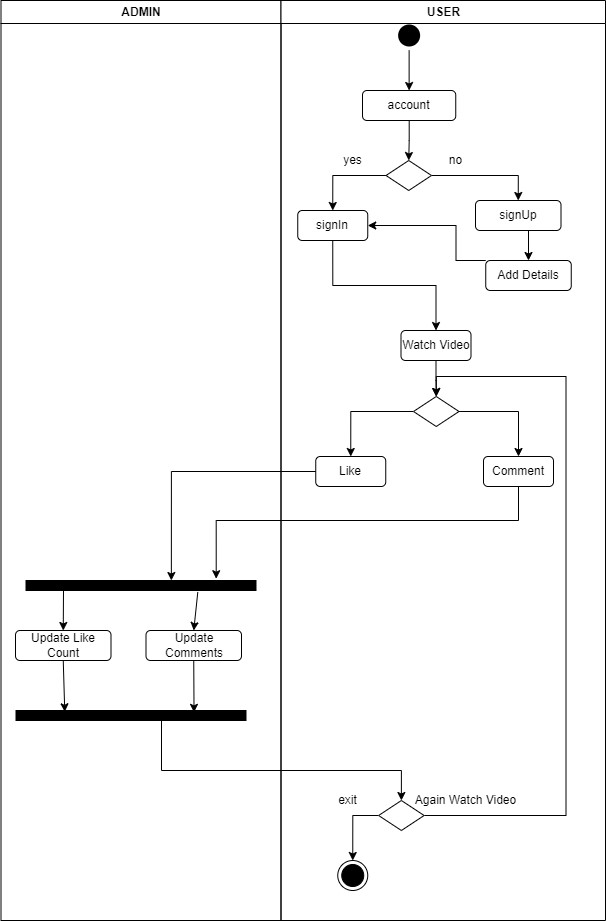 ADMIN
USER
account
yes
no
signIn
signUp
Add Details
Watch Video
Like
Comment
Update Like
Count
Update
Comments
exit
Again Watch Video